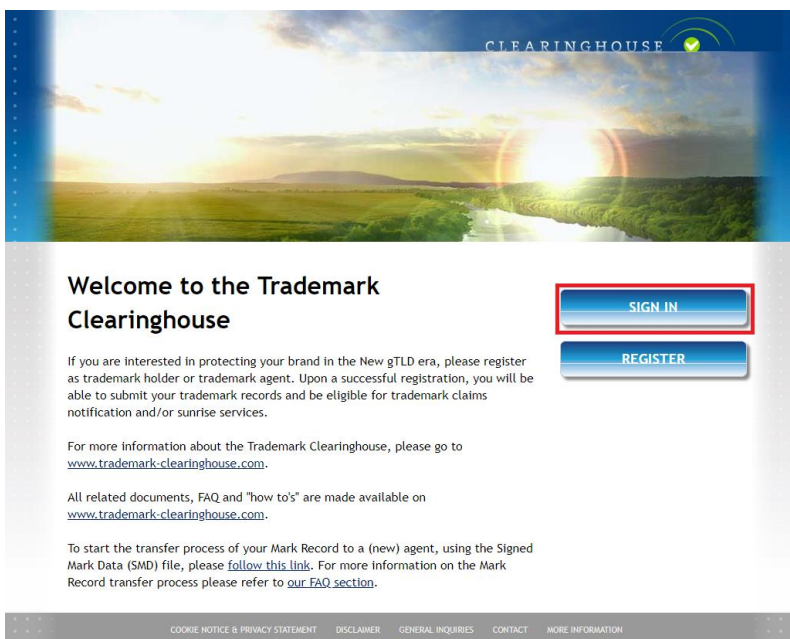 CLEARINGHOUSE
Welcome to the Trademark
Clearinghouse
SIGN IN
REGISTER
If you are interested in protecting your brand in the New gTLD era, please register
as trademark holder or trademark agent. Upon a successful registration, you will be
able to submit your trademark records and be eligible for trademark claims
notification and/or sunrise services.
For more information about the Trademark Clearinghouse, please go to
www.trademark-clearinghouse.com.
All related documents, FAQ and "how to's" are made available on
www.trademark-clearinghouse.com.
To start the transfer process of your Mark Record to a (new) agent, using the Signed
Mark Data (SMD) file, please follow this link. For more information on the Mark
Record transfer process please refer to our FAQ section.
COOKIE NOTICE & PRIVACY STATEMENT DISCLAIMER GENERAL INQUIRIES CONTACT MORE INFORMATION